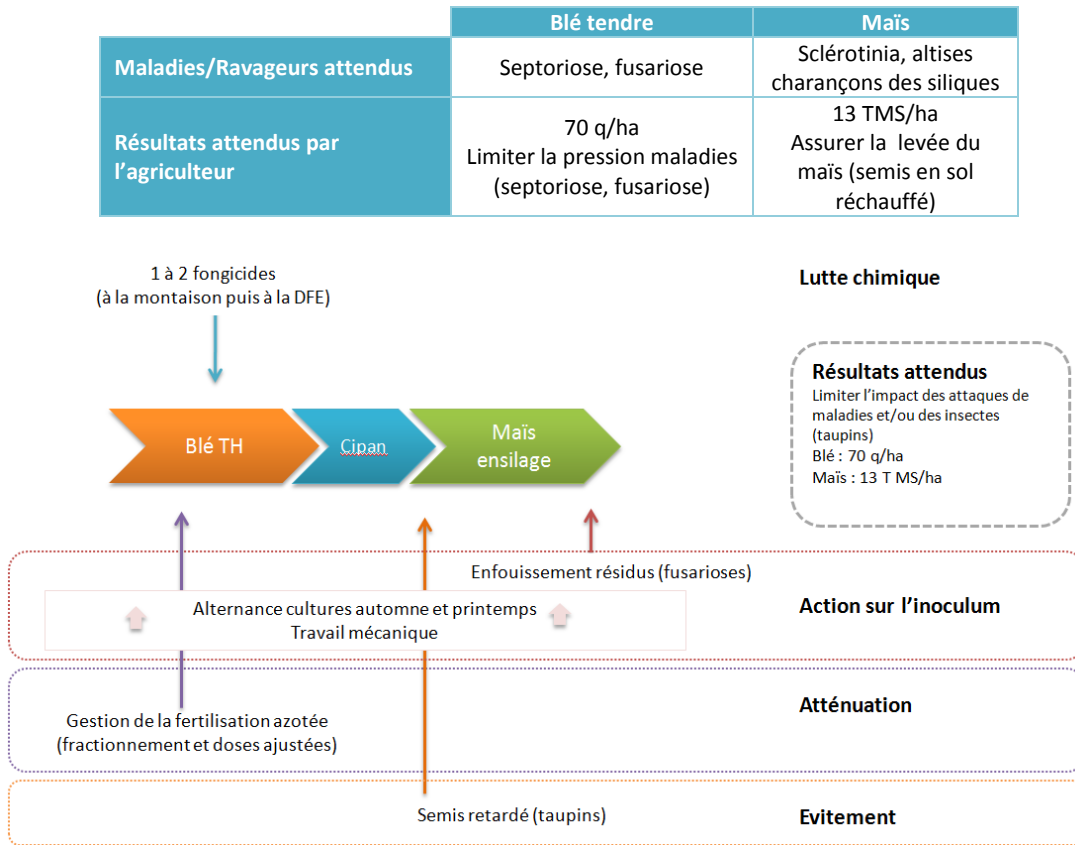 Blé tendre
Maïs
Maladies/Ravageurs attendus
Septoriose, fusariose
Sclérotinia, altises
charançons des siliques
Résultats attendus par
l’agriculteur
70 q/ha
Limiter la pression maladies
(septoriose, fusariose)
13 TMS/ha
Assurer la levée du
maïs (semis en sol
réchauffé)
1 à 2 fongicides
(à la montaison puis à la DFE)
Lutte chimique
Résultats attendus
Limiter l’impact des attaques de
maladies et/ou des insectes
(taupins)
Blé : 70 q/ha
Maïs : 13 T MS/ha
Blé TH
Cipan
Maïs
ensilage
Enfouissement résidus (fusarioses)
Alternance cultures automne et printemps
Travail mécanique
Action sur l’inoculum
Gestion de la fertilisation azotée
(fractionnement et doses ajustées)
Atténuation
Semis retardé (taupins)
Evitement